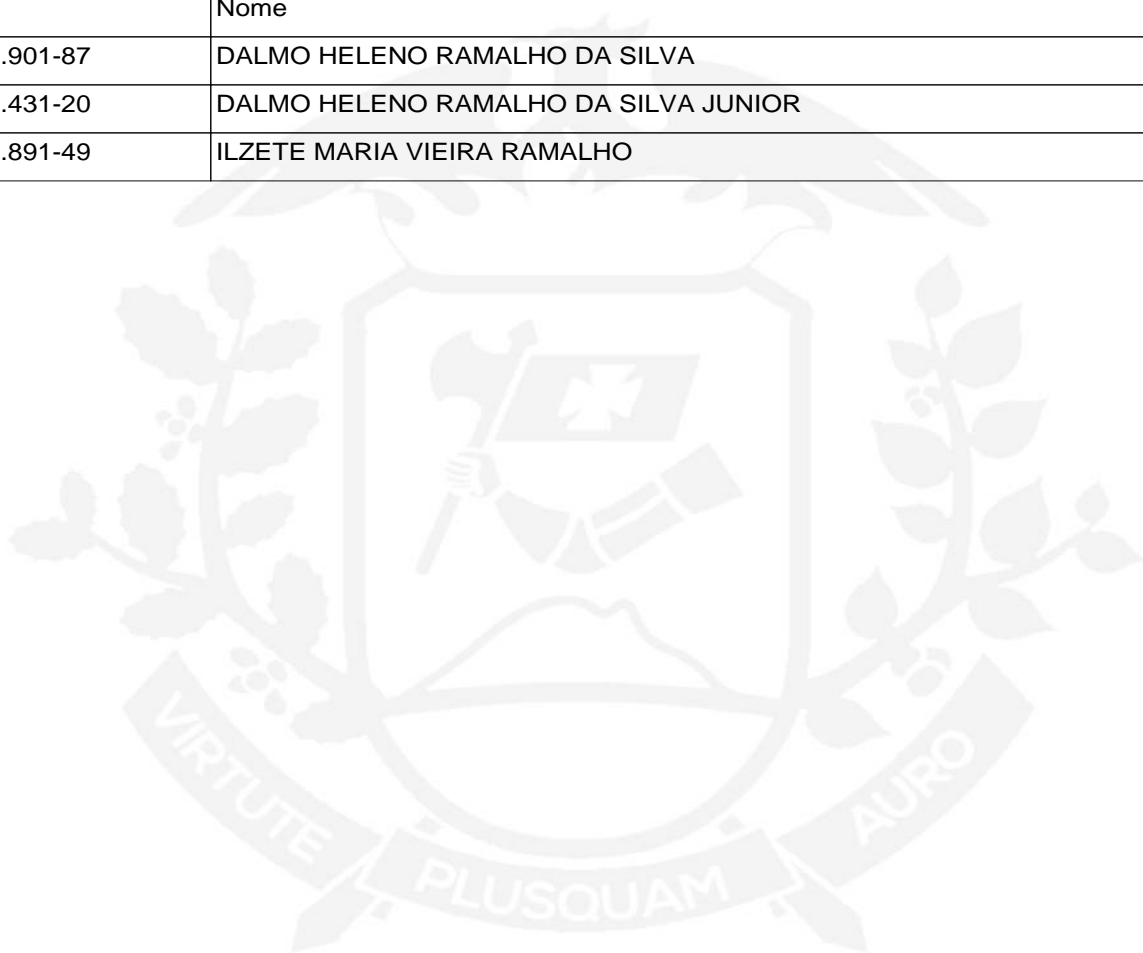 Nome
.901-87 DALMO HELENO RAMALHO DA SILVA
.431-20 DALMO HELENO RAMALHO DA SILVA JUNIOR
.891-49 ILZETE MARIA VIEIRA RAMALHO
VIRTUTE PLUSQUAM AURO